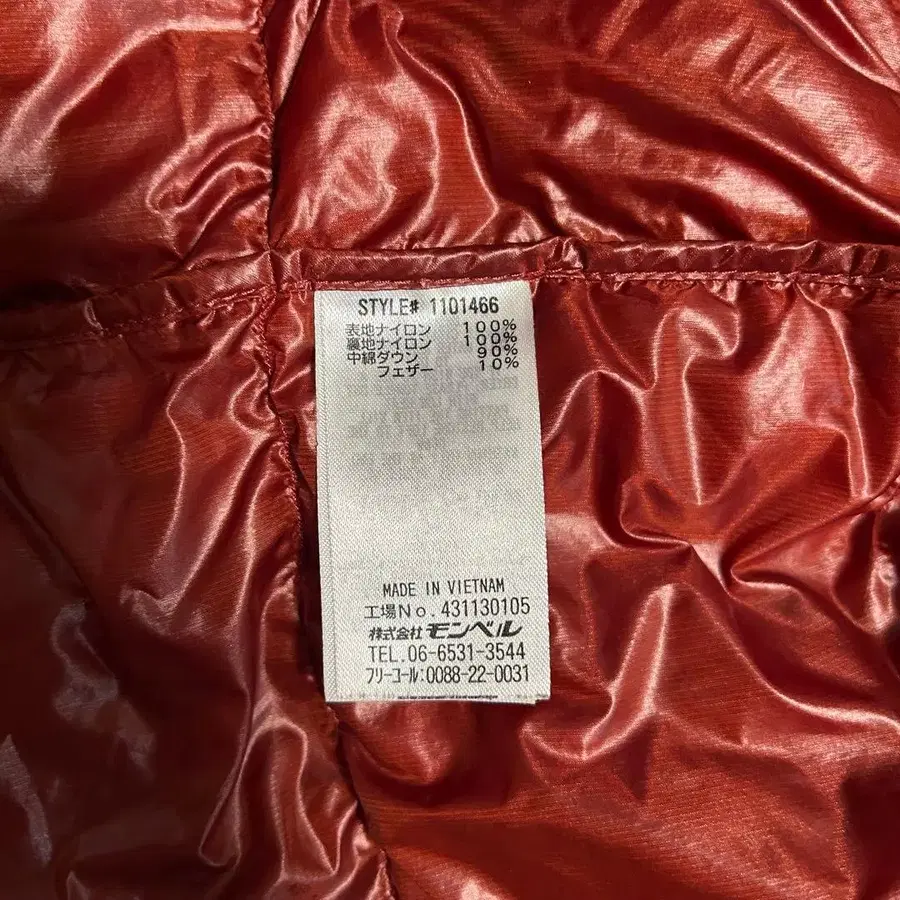 STYLE# 1101466
表地ナイロン 100%
裏地ナイロン 100%
中綿ダウン 90%
フェザー 10%
MADE IN VIETNAM
工場No. 431130105
株式会社 モンベル
TEL.06-6531-3544
フリーコール:0088-22-0031